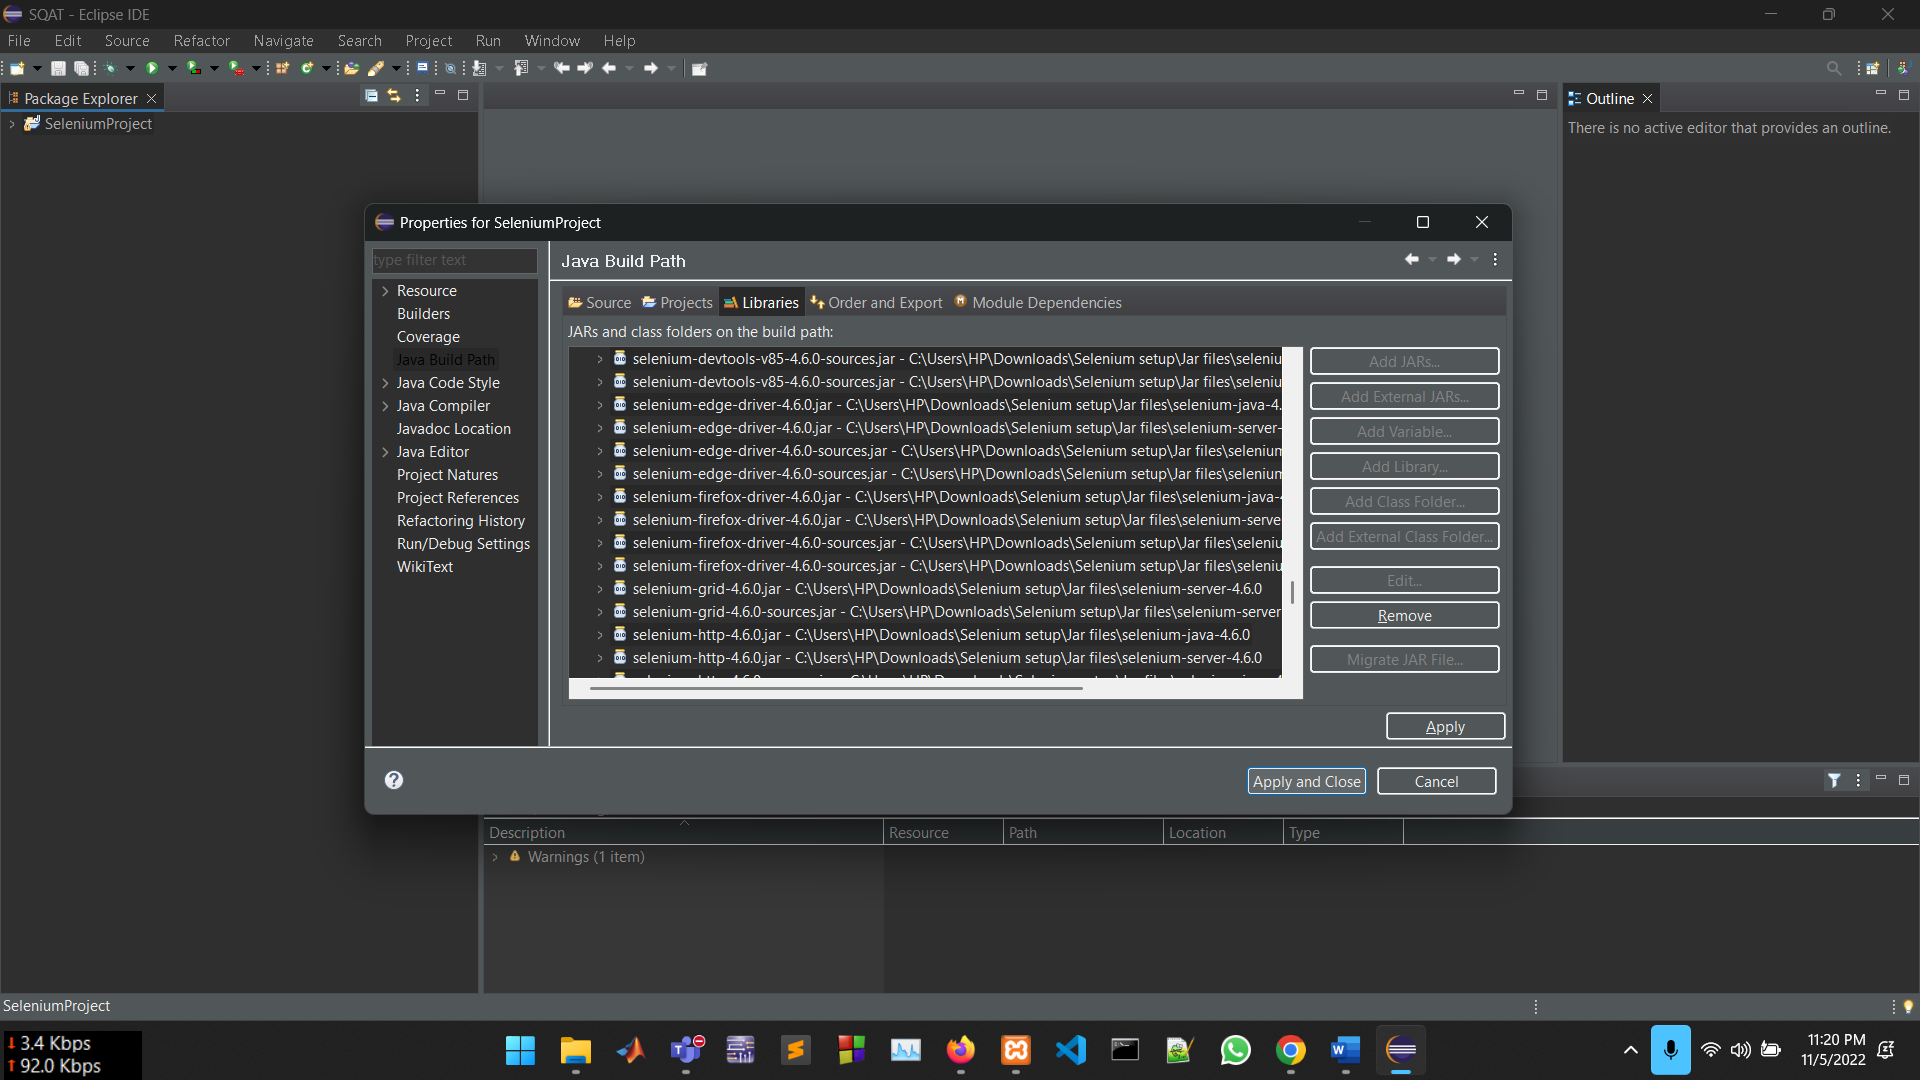 SQAT - Eclipse IDE
File Edit Source Refactor Navigate Search Project Run Window Help
Package Explorer
SeleniumProject
Outline
There is no active editor that provides an outline.
Properties for SeleniumProject
type filter text
Resource
Builders
Coverage
Java Build Path
Java Code Style
Java Compiler
Javadoc Location
Java Editor
Project Natures
Project References
Refactoring History
Run/Debug Settings
WikiText
Java Build Path
Source Projects Libraries Order and Export Module Dependencies
JARs and class folders on the build path:
selenium-devtools-v85-4.6.0-sources.jar - C:\Users\HP\Downloads\Selenium setup\Jar files\seleniu
selenium-devtools-v85-4.6.0-sources.jar - C:\Users\HP\Downloads\Selenium setup\Jar files\seleniu
selenium-edge-driver-4.6.0.jar - C:\Users\HP\Downloads\Selenium setup\Jar files\selenium-java-4.
selenium-edge-driver-4.6.0.jar - C:\Users\HP\Downloads\Selenium setup\Jar files\selenium-server-
selenium-edge-driver-4.6.0-sources.jar - C:\Users\HP\Downloads\Selenium setup\Jar files\selenium
selenium-edge-driver-4.6.0-sources.jar - C:\Users\HP\Downloads\Selenium setup\Jar files\selenium
selenium-firefox-driver-4.6.0.jar - C:\Users\HP\Downloads\Selenium setup\Jar files\selenium-java-
selenium-firefox-driver-4.6.0.jar - C:\Users\HP\Downloads\Selenium setup\Jar files\selenium-serve
selenium-firefox-driver-4.6.0-sources.jar - C:\Users\HP\Downloads\Selenium setup\Jar files\seleniu
selenium-firefox-driver-4.6.0-sources.jar - C:\Users\HP\Downloads\Selenium setup\Jar files\seleniu
selenium-grid-4.6.0.jar - C:\Users\HP\Downloads\Selenium setup\Jar files\selenium-server-4.6.0
selenium-grid-4.6.0-sources.jar - C:\Users\HP\Downloads\Selenium setup\Jar files\selenium-server
selenium-http-4.6.0.jar - C:\Users\HP\Downloads\Selenium setup\Jar files\selenium-java-4.6.0
selenium-http-4.6.0.jar - C:\Users\HP\Downloads\Selenium setup\Jar files\selenium-server-4.6.0
Add JARs...
Add External JARs...
Add Variable...
Add Library...
Add Class Folder...
Add External Class Folder...
Edit...
Remove
Migrate JAR File...
Apply
Apply and Close Cancel
Description Resource Path Location Type
Warnings (1 item)
SeleniumProject
3.4 Kbps
92.0 Kbps
11:20 PM
11/5/2022